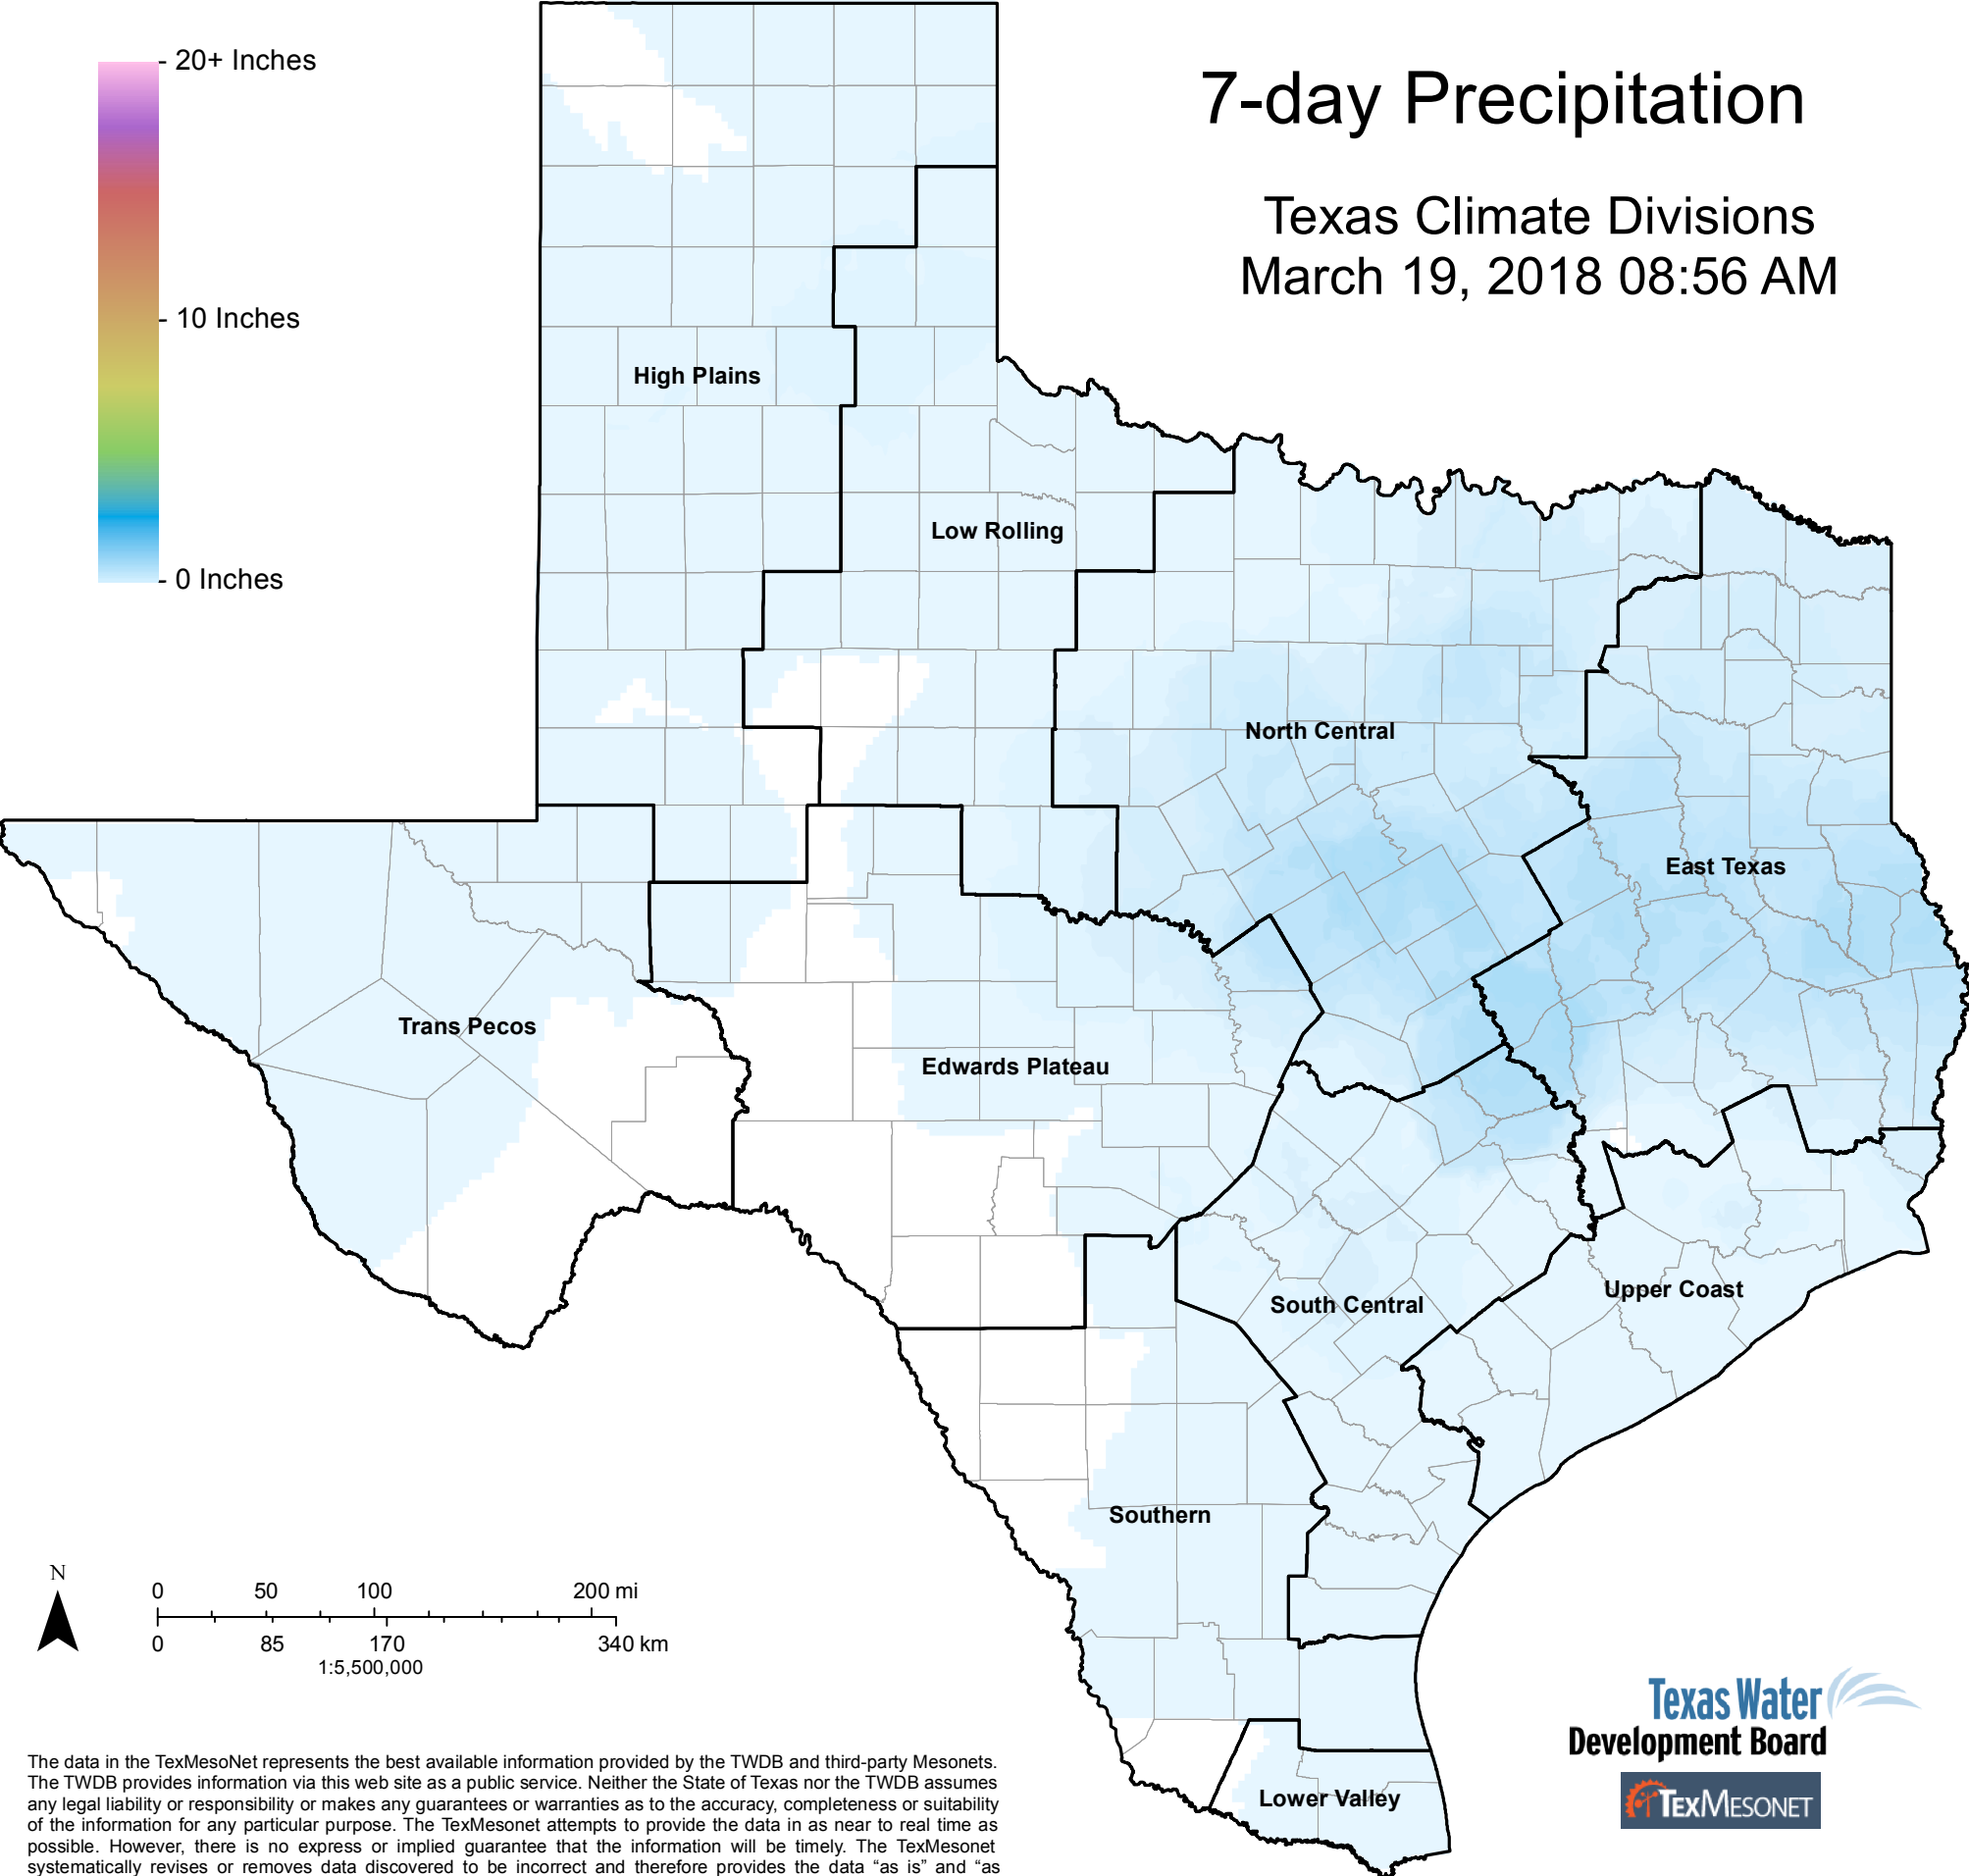 7-day Precipitation
Texas Climate Divisions
March 19, 2018 08:56 AM
20+ Inches
10 Inches
0 Inches
High Plains
Low Rolling
North Central
East Texas
Trans Pecos
Edwards Plateau
South Central
Upper Coast
Southern
Lower Valley
N
0 50 100 200 mi
0 85 170 340 km
1:5,500,000
Texas Water
Development Board
TEXMESONET
The data in the TexMesoNet represents the best available information provided by the TWDB and third-party Mesonets.
The TWDB provides information via this web site as a public service. Neither the State of Texas nor the TWDB assumes
any legal liability or responsibility or makes any guarantees or warranties as to the accuracy, completeness or suitability
of the information for any particular purpose. The TexMesonet attempts to provide the data in as near to real time as
possible. However, there is no express or implied guarantee that the information will be timely. The TexMesonet
systematically revises or removes data discovered to be incorrect and therefore provides the data “as is” and “as